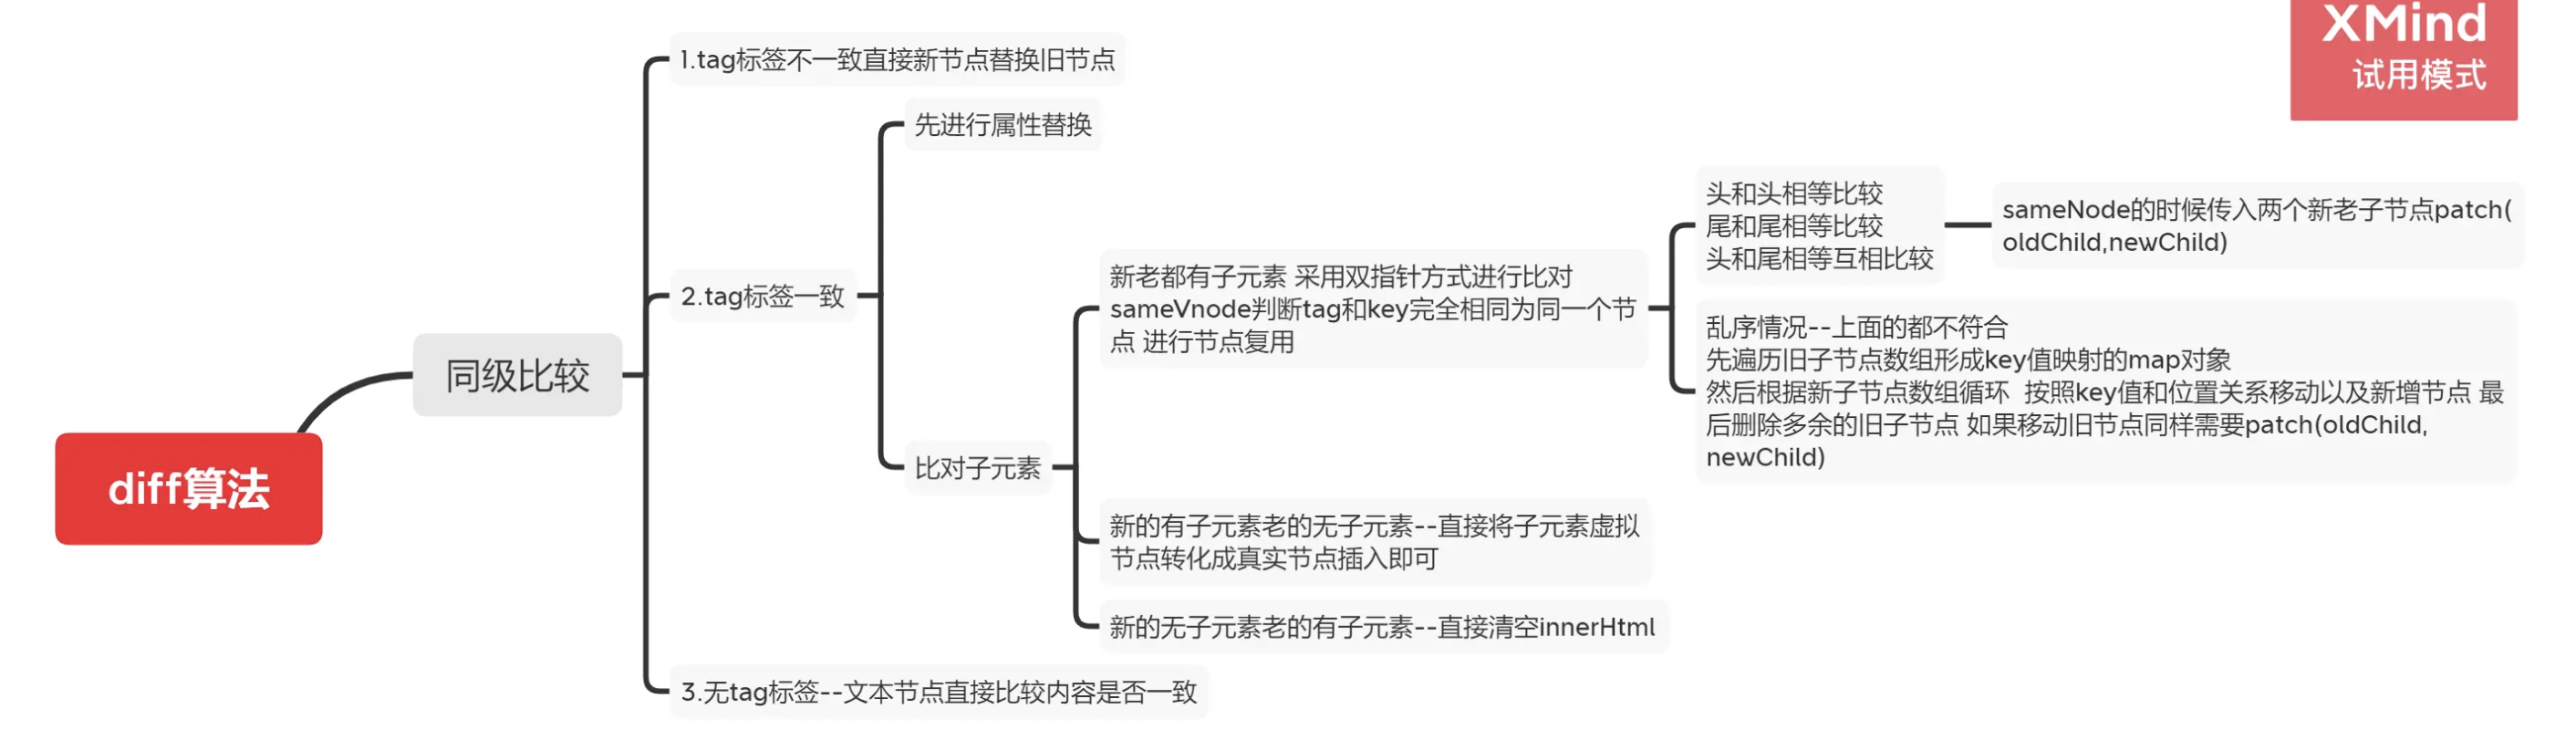 XMind
试用模式
1.tag标签不一致直接新节点替换旧节点
先进行属性替换
头和头相等比较
尾和尾相等比较
头和尾相等互相比较
sameNode的时候传入两个新老子节点patch(
oldChild,newChild)
2.tag标签一致
新老都有子元素 采用双指针方式进行比对
sameVnode判断tag和key完全相同为同一个节
点 进行节点复用
乱序情况--上面的都不符合
先遍历旧子节点数组形成key值映射的map对象
然后根据新子节点数组循环  按照key值和位置关系移动以及新增节点 最
后删除多余的旧子节点 如果移动旧节点同样需要patch(oldChild,
newChild)
同级比较
diff算法
比对子元素
新的有子元素老的无子元素--直接将子元素虚拟
节点转化成真实节点插入即可
新的无子元素老的有子元素--直接清空innerHtml
3.无tag标签--文本节点直接比较内容是否一致